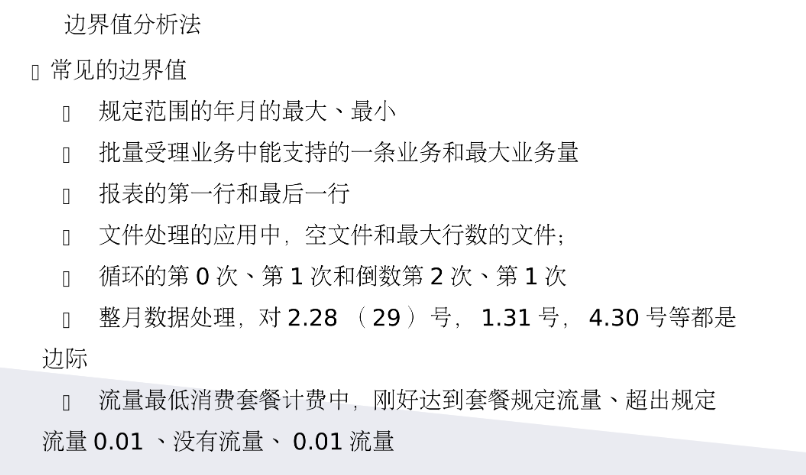 边界值分析法
常见的边界值
规定范围的年月的最大、最小
批量受理业务中能支持的一条业务和最大业务量
报表的第一行和最后一行
文件处理的应用中，空文件和最大行数的文件；
循环的第 0 次、第 1 次和倒数第 2 次、第 1 次
整月数据处理，对 2.28 （ 29 ） 号， 1.31 号， 4.30 号等都是
边际
流量最低消费套餐计费中，刚好达到套餐规定流量、超出规定
流量 0.01 、没有流量、 0.01 流量